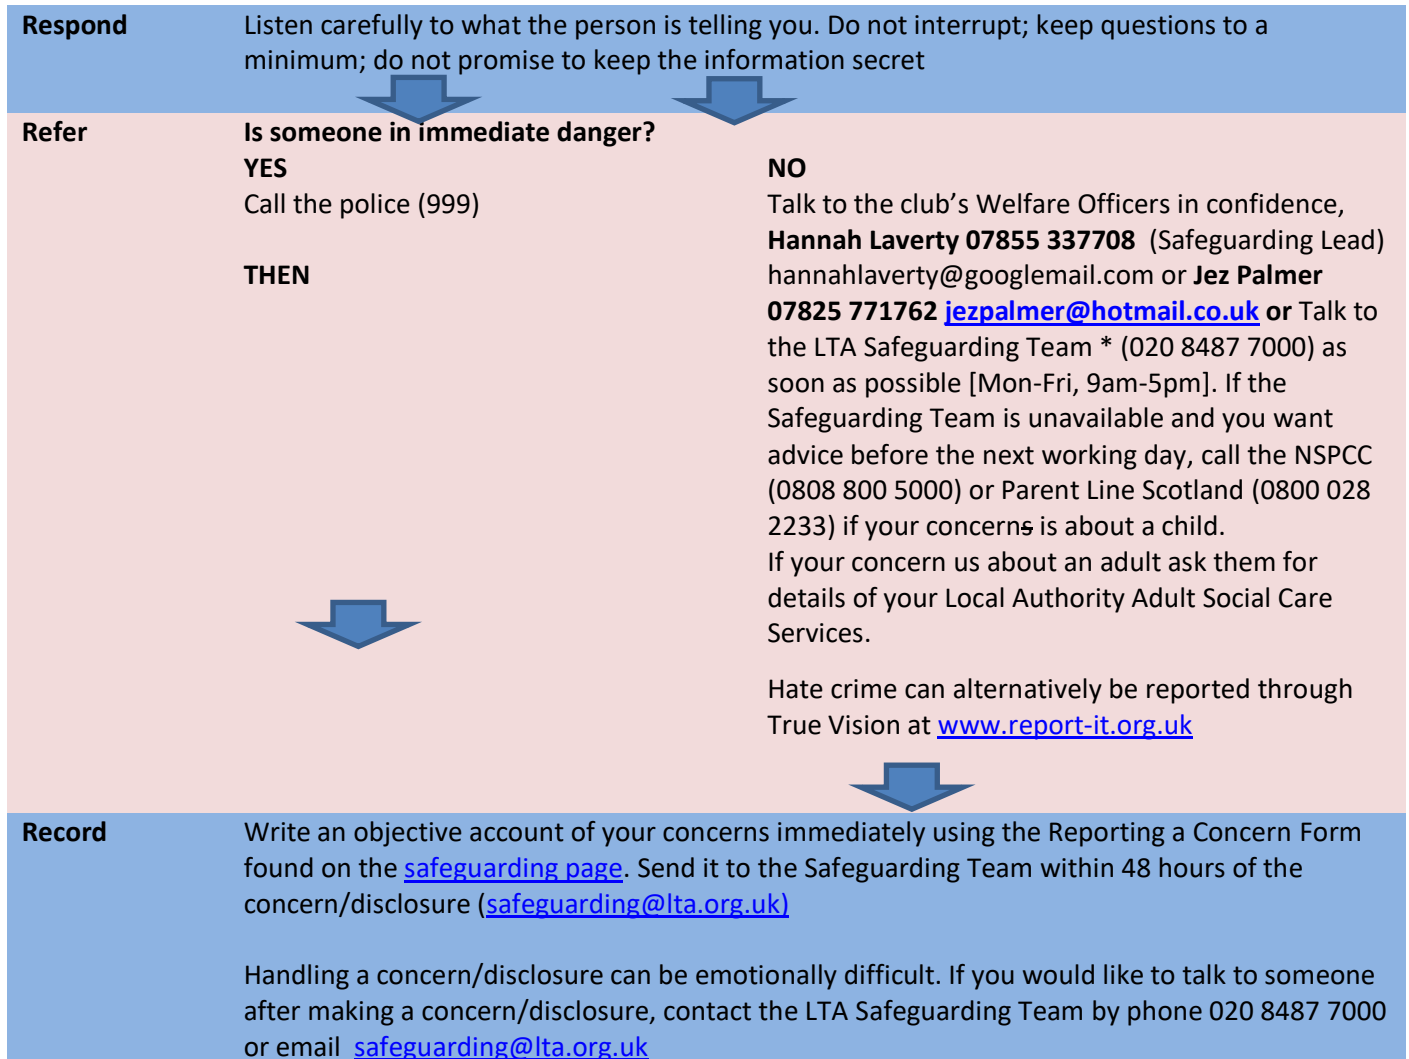 Respond
Listen carefully to what the person is telling you. Do not interrupt; keep questions to a
minimum; do not promise to keep the information secret
Refer
Is someone in immediate danger?
YES
Call the police (999)
THEN
NO
Talk to the club’s Welfare Officers in confidence,
Hannah Laverty 07855 337708 (Safeguarding Lead)
hannahlaverty@googlemail.com or Jez Palmer
07825 771762 jezpalmer@hotmail.co.uk or Talk to
the LTA Safeguarding Team * (020 8487 7000) as
soon as possible [Mon-Fri, 9am-5pm]. If the
Safeguarding Team is unavailable and you want
advice before the next working day, call the NSPCC
(0808 800 5000) or Parent Line Scotland (0800 028
2233) if your concerns is about a child.
If your concern us about an adult ask them for
details of your Local Authority Adult Social Care
Services.
Hate crime can alternatively be reported through
True Vision at www.report-it.org.uk
Record
Write an objective account of your concerns immediately using the Reporting a Concern Form
found on the safeguarding page. Send it to the Safeguarding Team within 48 hours of the
concern/disclosure (safeguarding@lta.org.uk)
Handling a concern/disclosure can be emotionally difficult. If you would like to talk to someone
after making a concern/disclosure, contact the LTA Safeguarding Team by phone 020 8487 7000
or email safeguarding@lta.org.uk